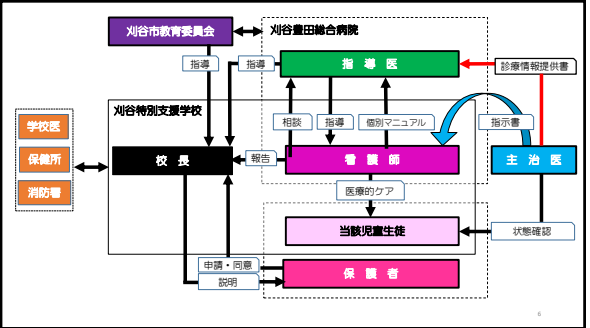 刈谷市教育委員会
刈谷豊田総合病院
指導
指導
指導医
診療情報提供書
刈谷特別支援学校
相談
指導
個別マニュアル
指示書
学校医
保健所
消防署
校長
報告
看護師
主治医
医療的ケア
当該児童生徒
状態確認
申請・同意
説明
保護者
6